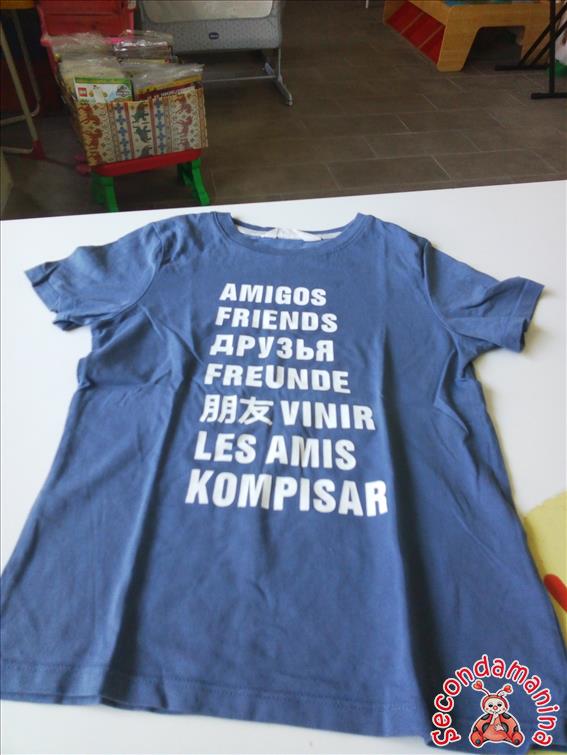 AMIGOS
FRIENDS
ДРУЗЬЯ
FREUNDE
朋友 VINIR
LES AMIS
KOMPISAR
Secondamanina